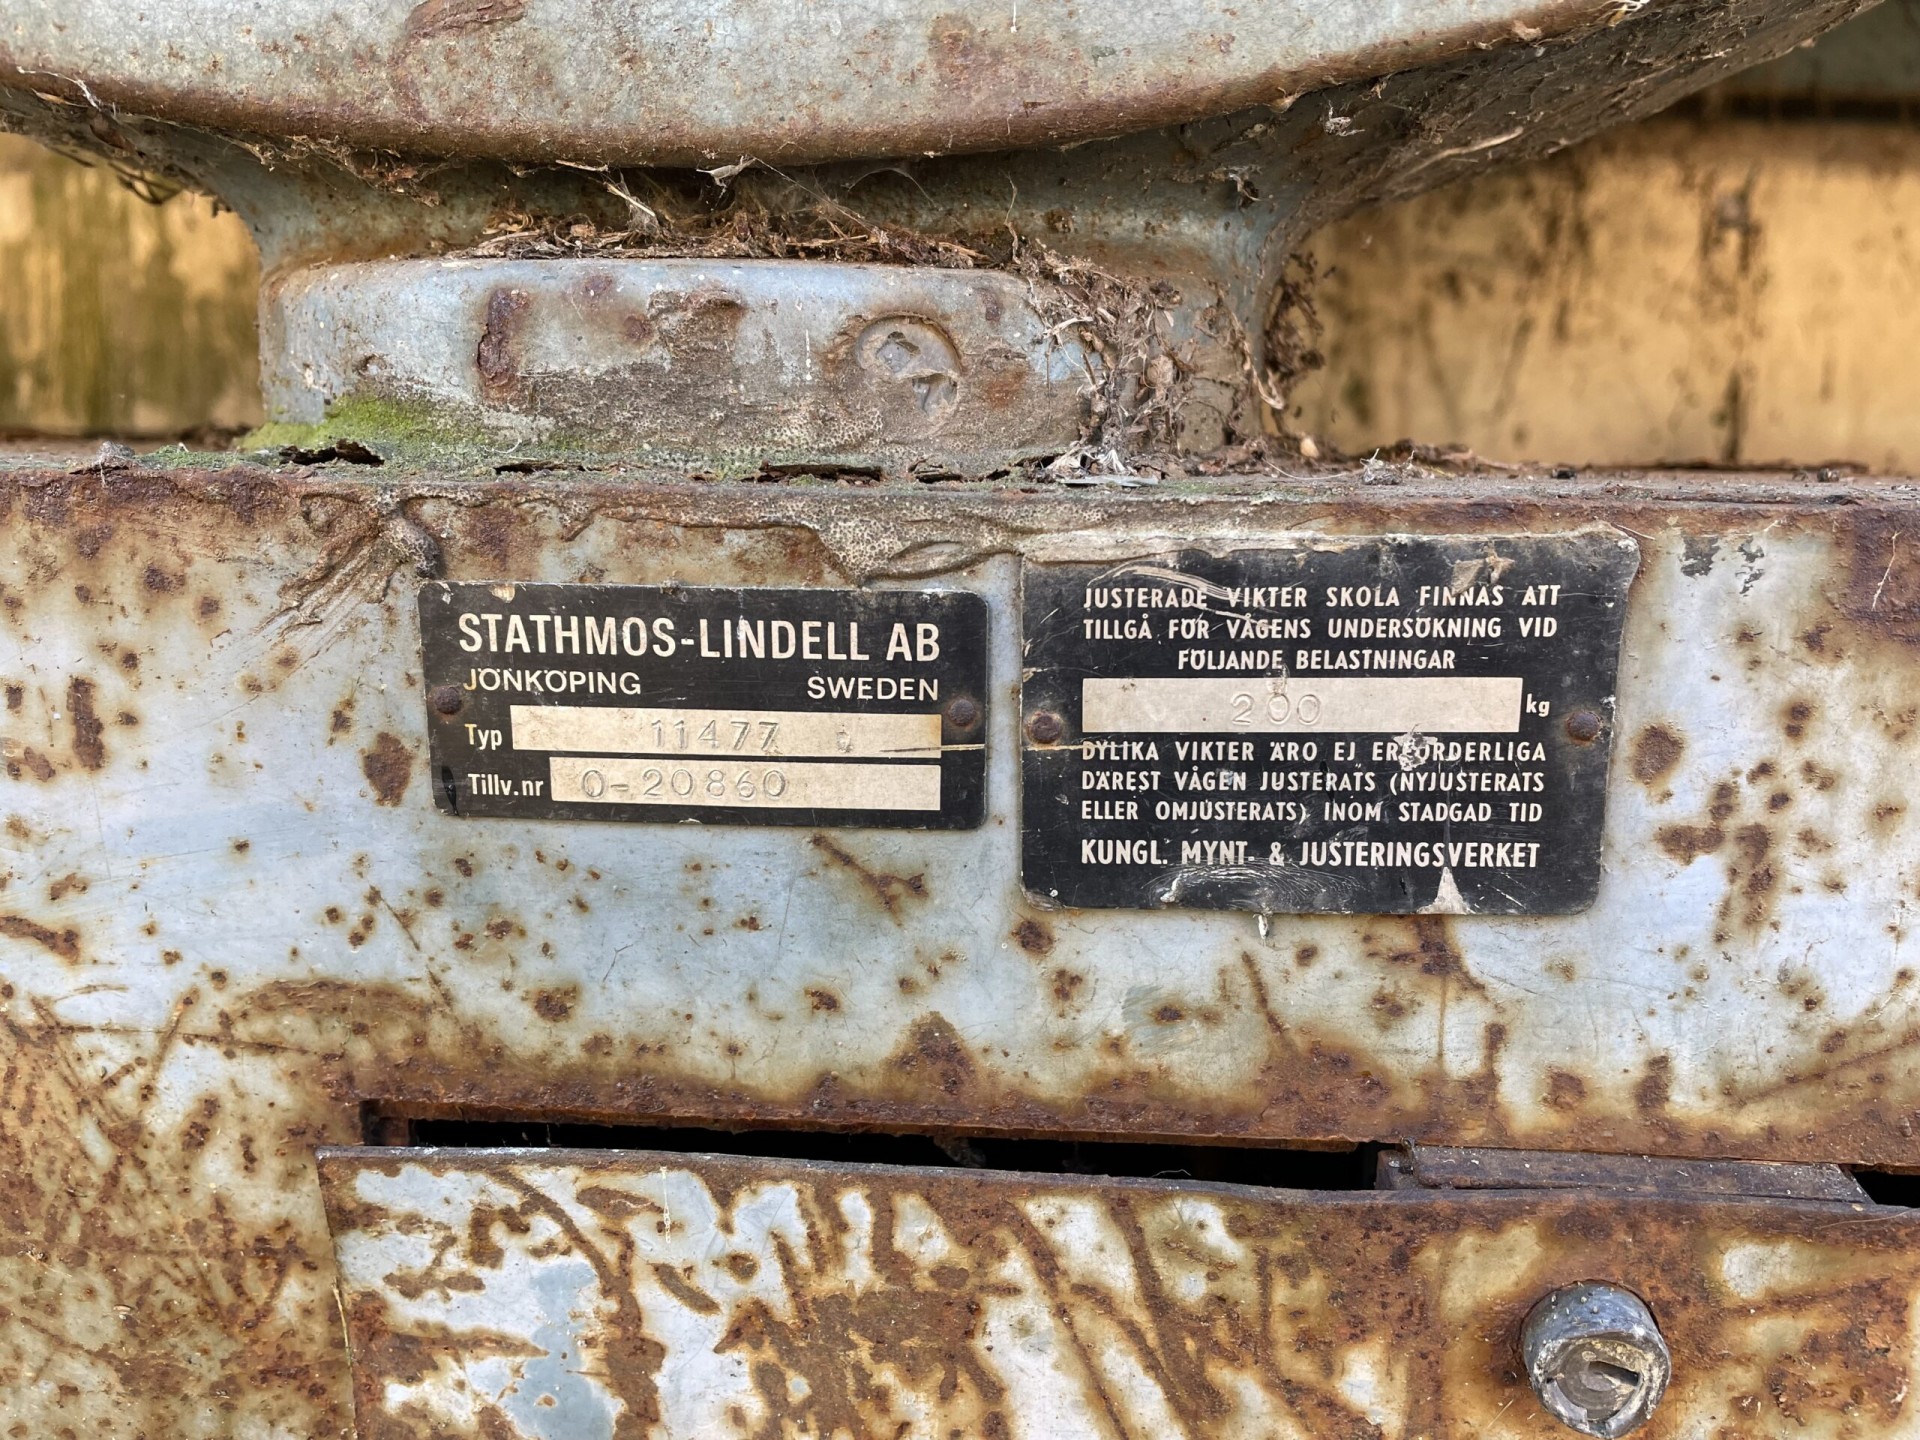 STATHMOS-LINDELL AB
JÖNKÖPING SWEDEN
Typ 11477
Tillv.nr 0-20860
JUSTERADE VIKTER SKOLA FINNAS ATT
TILLGÅ FÖR VÅGENS UNDERSÖKNING VID
FÖLJANDE BELASTNINGAR
200 kg
DYLIKA VIKTER ÄRO EJ ERFORDERLIGA
DÄREST VÅGEN JUSTERATS (NYJUSTERATS
ELLER OMJUSTERATS) INOM STADGAD TID
KUNGL. MYNT- & JUSTERINGSVERKET